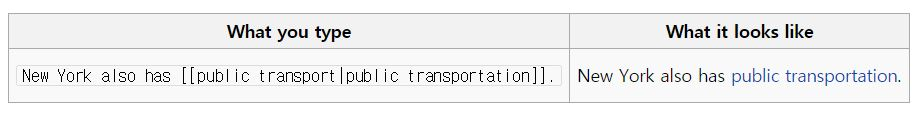 What you type What it looks like
New York also has [[public transport|public transportation]]. New York also has public transportation.